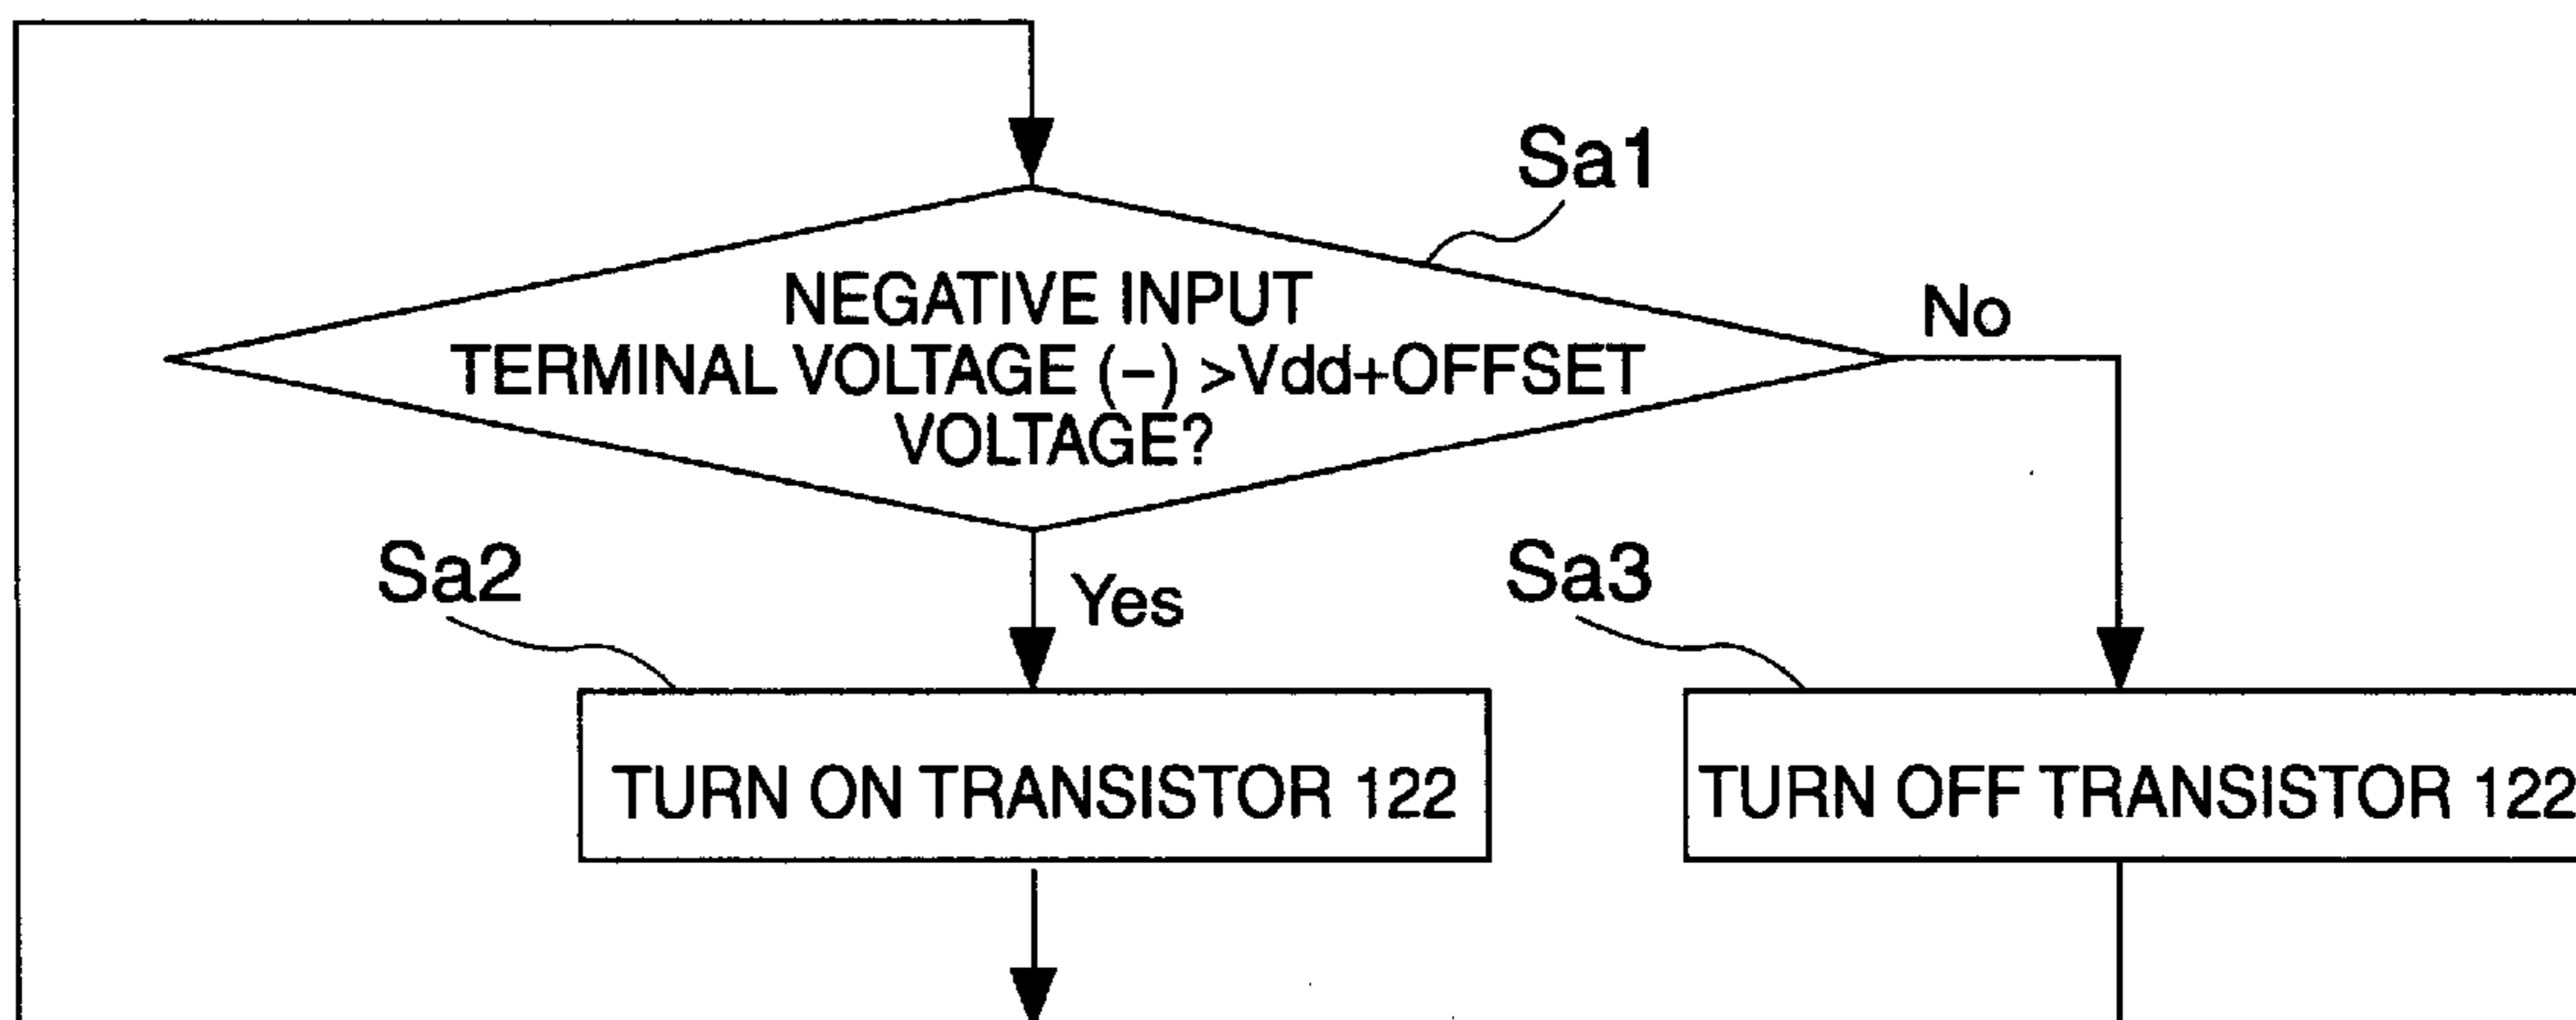 Sa1
NEGATIVE INPUT
TERMINAL VOLTAGE (−) >Vdd+OFFSET
VOLTAGE?
No
Yes
Sa2
TURN ON TRANSISTOR 122
Sa3
TURN OFF TRANSISTOR 122